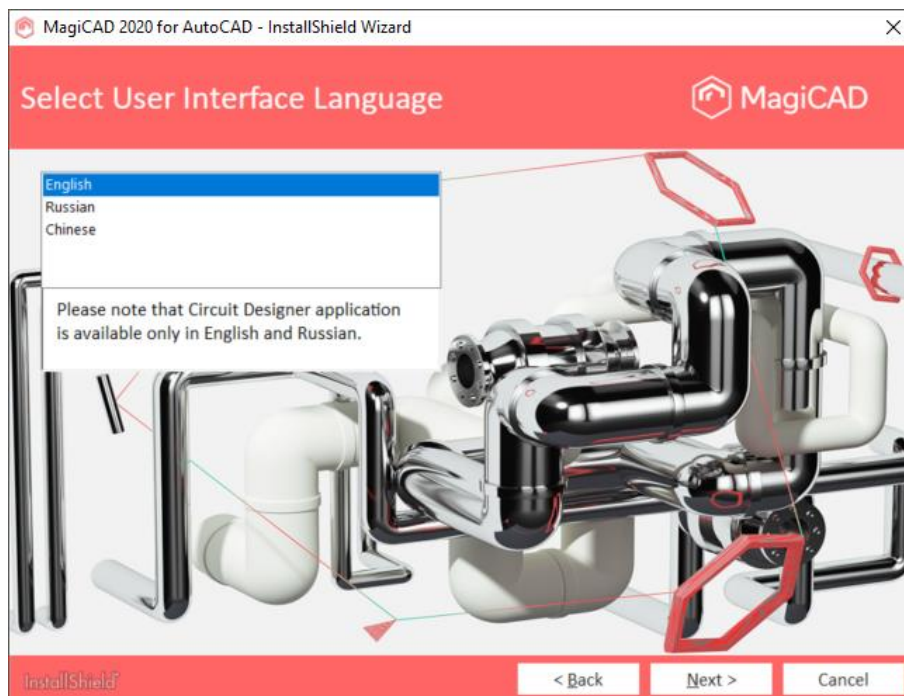 MagiCAD 2020 for AutoCAD - InstallShield Wizard
Select User Interface Language
MagiCAD
English
Russian
Chinese
Please note that Circuit Designer application
is available only in English and Russian.
InstallShield
< Back
Next >
Cancel